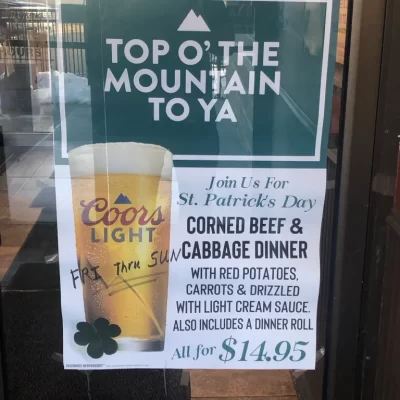 TOP O' THE
MOUNTAIN
TO YA
Join Us For
St. Patrick's Day
CORNED BEEF &
CABBAGE DINNER
WITH RED POTATOES,
CARROTS & DRIZZLED
WITH LIGHT CREAM SAUCE.
ALSO INCLUDES A DINNER ROLL
All for $14.95
Coors
LIGHT
FRI Thru SUN